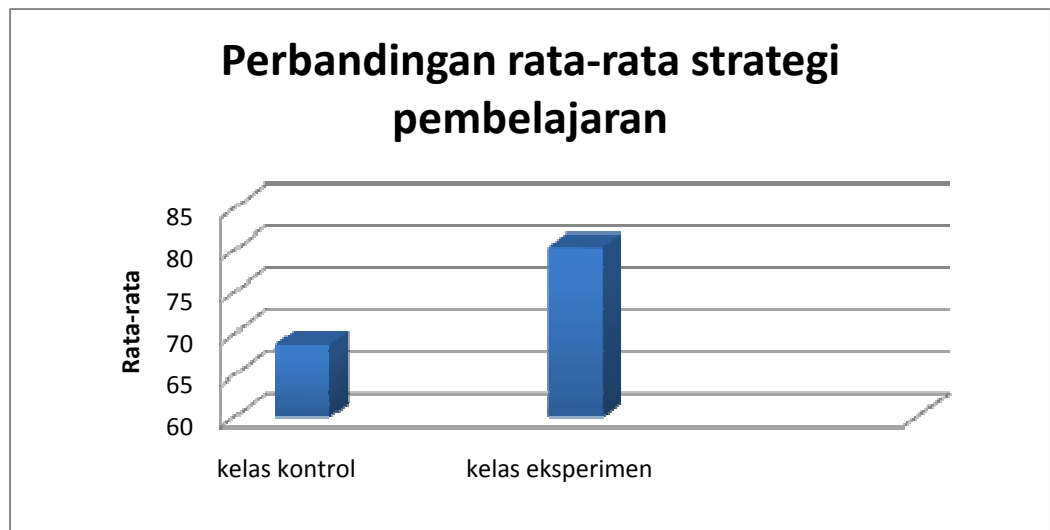 Perbandingan rata-rata strategi
pembelajaran
85
80
75
70
65
60
Rata-rata
kelas kontrol
kelas eksperimen